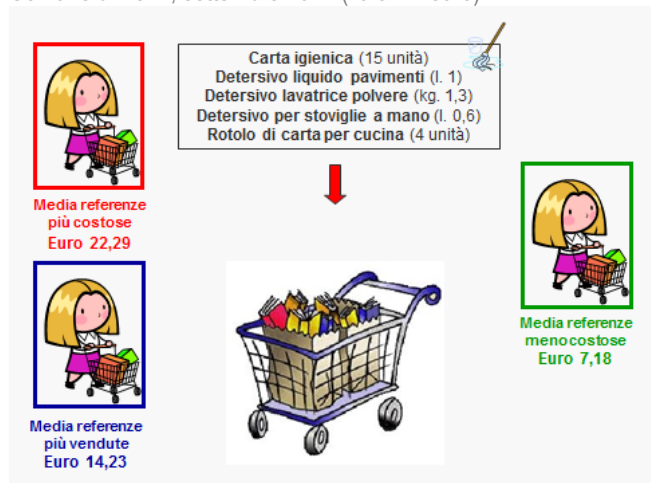 Carta igienica (15 unità)
Detersivo liquido pavimenti (l. 1)
Detersivo lavatrice polvere (kg. 1,3)
Detersivo per stoviglie a mano (l. 0,6)
Rotolo di carta per cucina (4 unità)
Media referenze
più costose
Euro 22,29
Media referenze
meno costose
Euro 7,18
Media referenze
più vendute
Euro 14,23